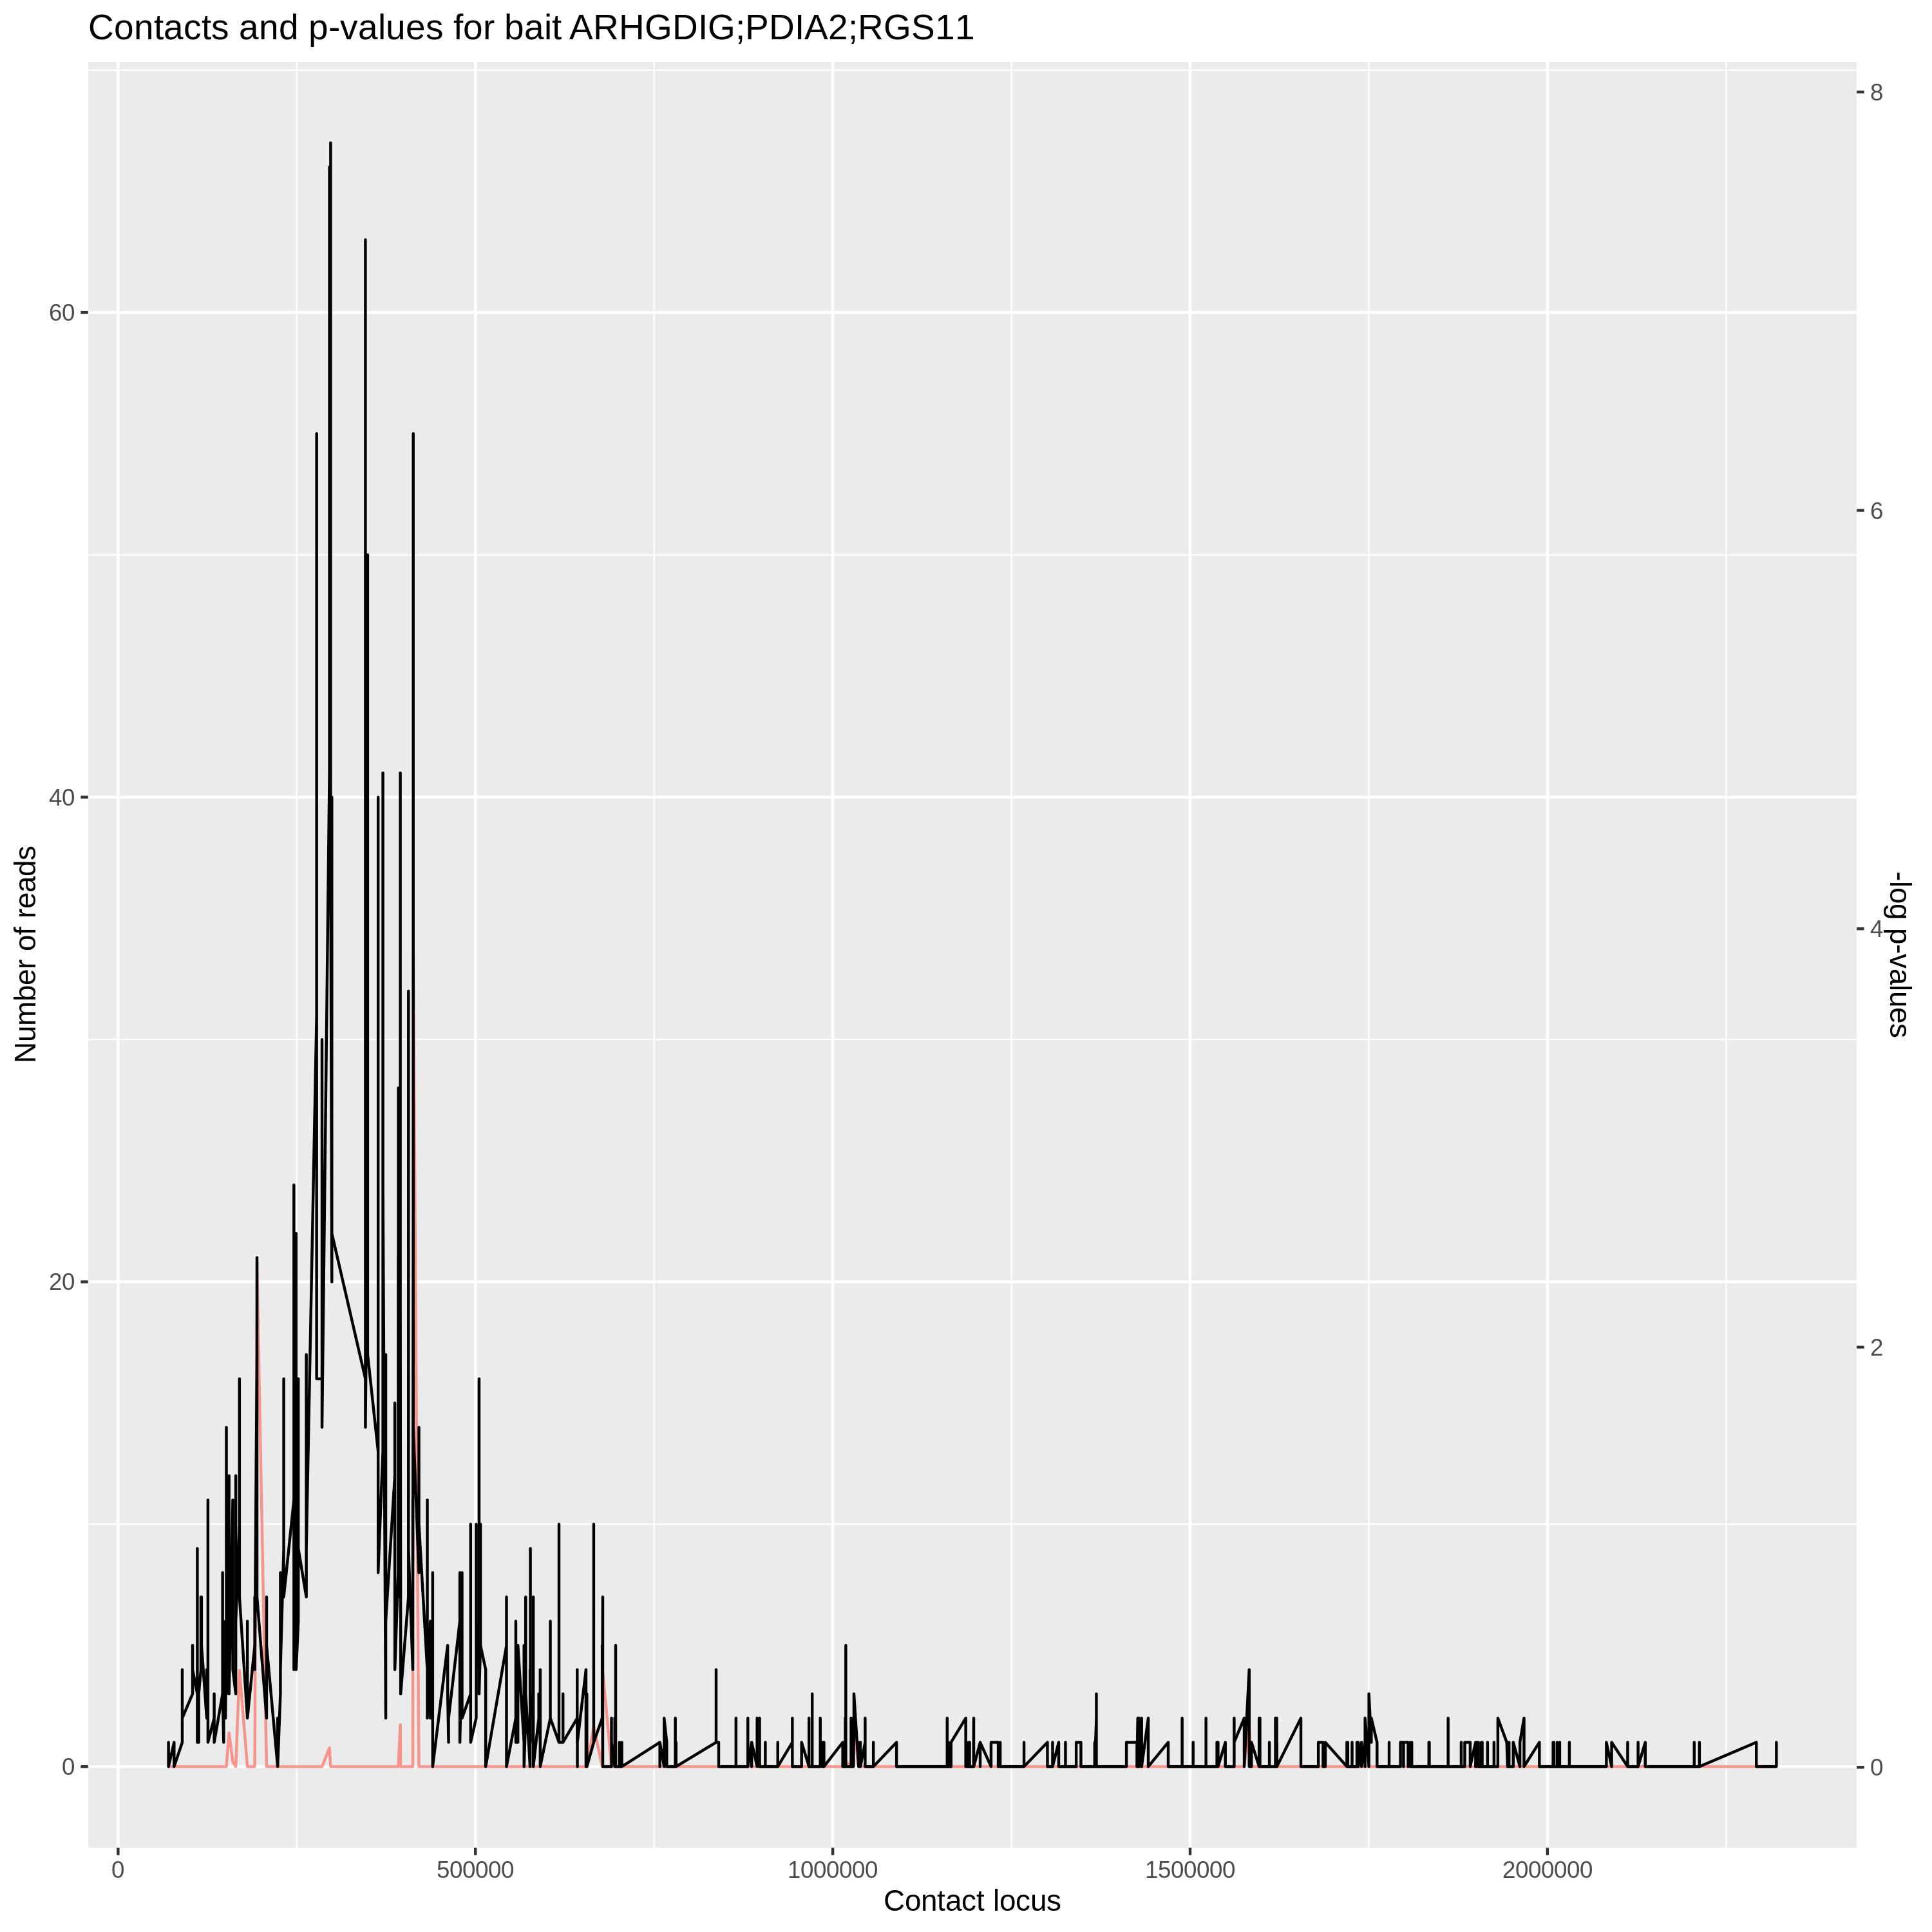 Contacts and p-values for bait ARHGDIG;PDIA2;RGS11
8
60
6
40
4
20
2
0
0
Number of reads
-log p-values
0 500000 1000000 1500000 2000000
Contact locus